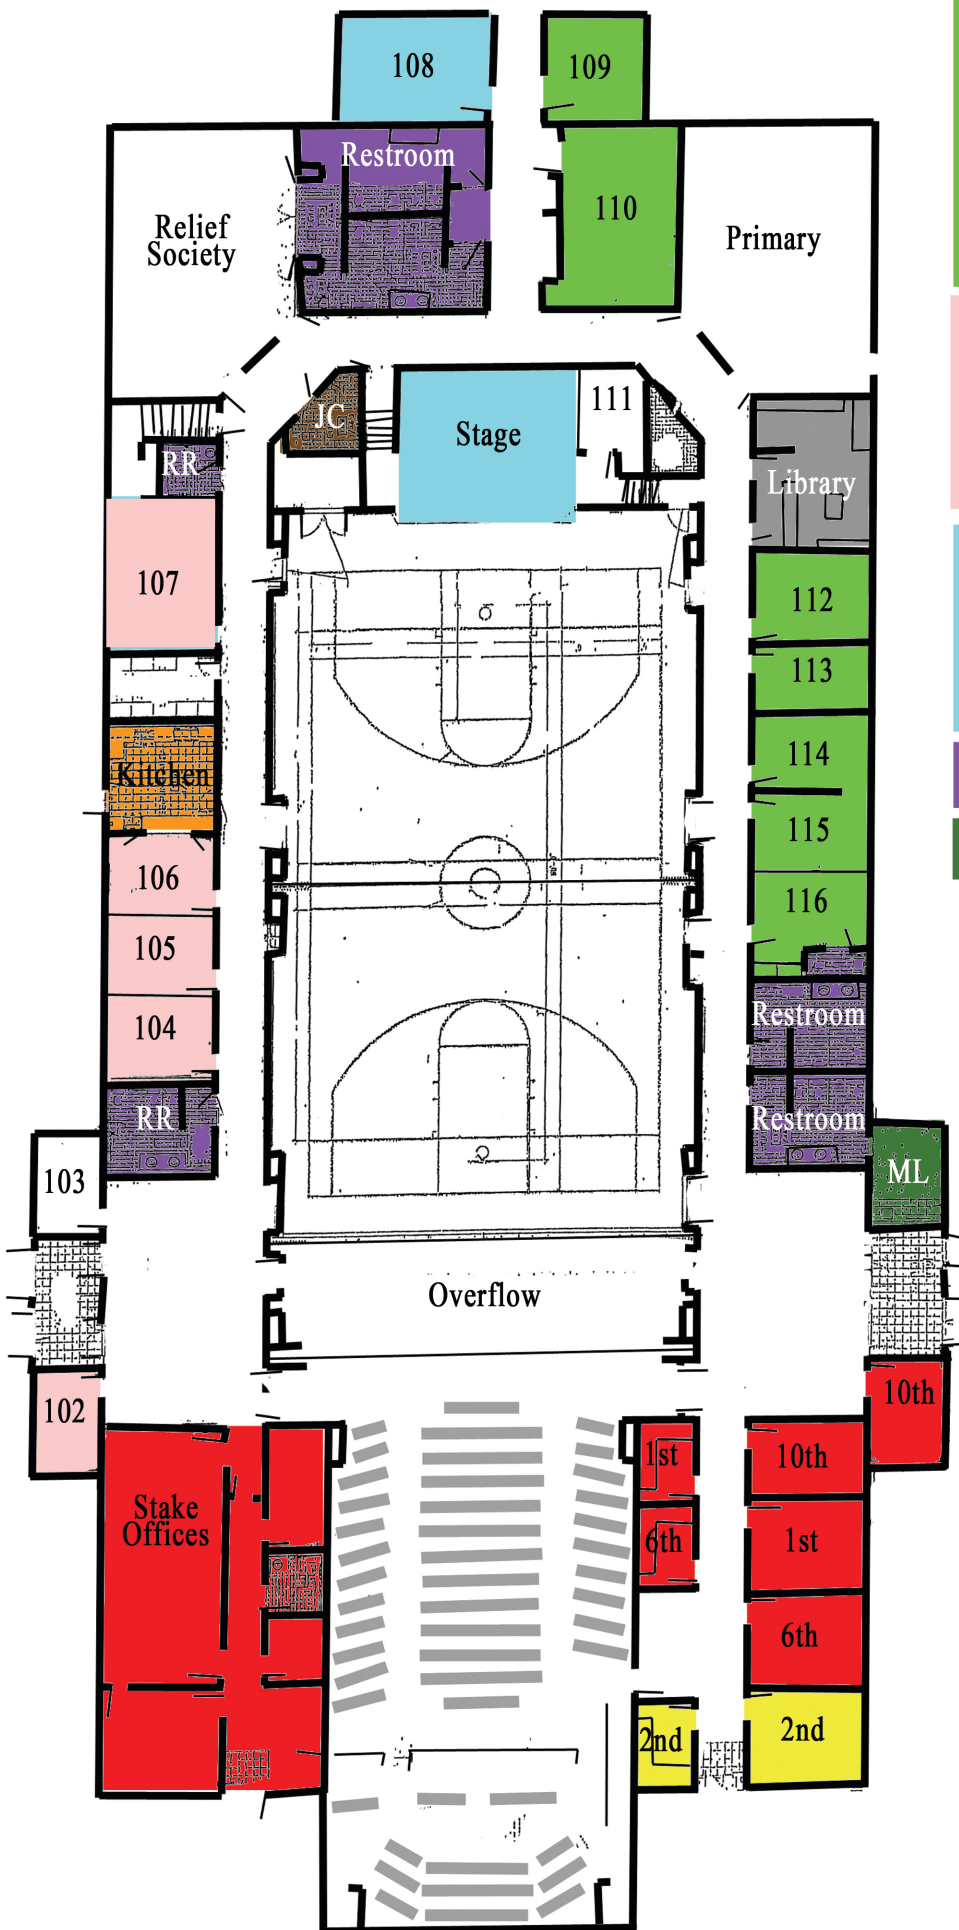 108
109
Restroom
110
Relief
Society
Primary
JC
Stage
111
RR
Library
107
112
113
Kitchen
114
115
106
116
105
104
Restroom
RR
Restroom
103
ML
Overflow
102
10th
Stake
Offices
1st
10th
6th
1st
6th
2nd
2nd